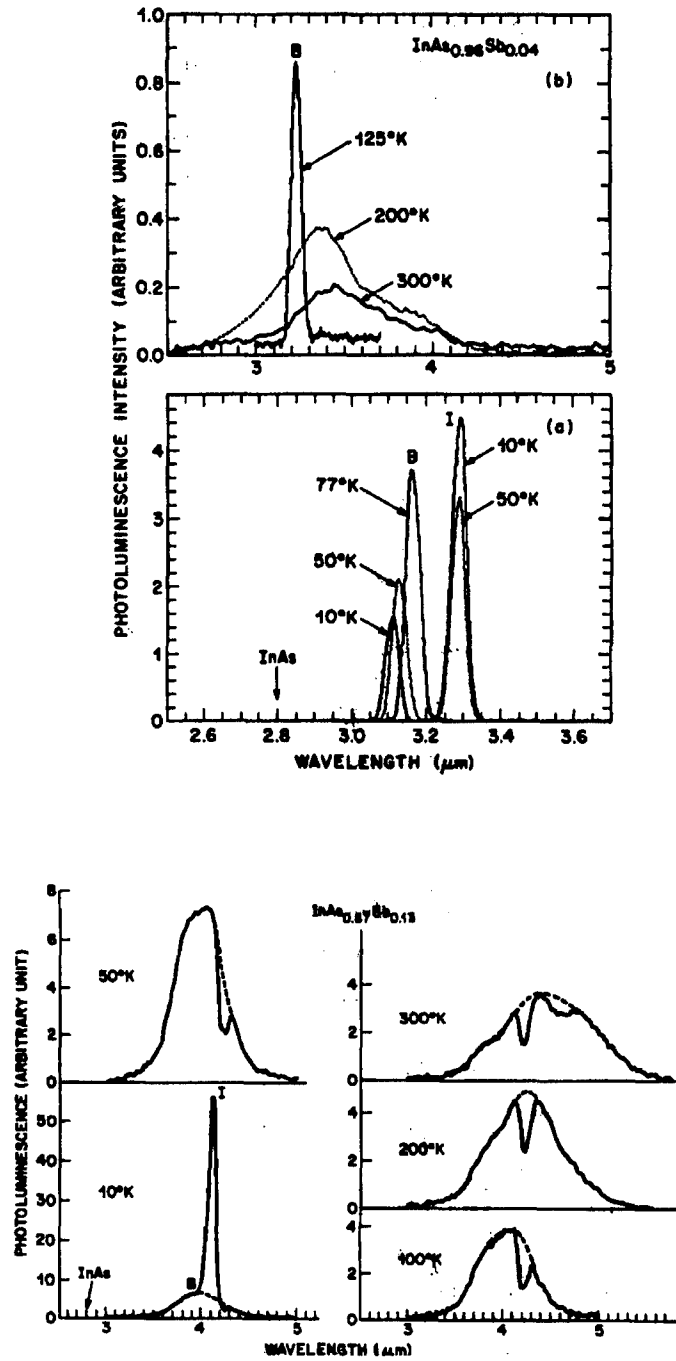 1.0
B
InAs0.96Sb0.04
(b)
0.8
125°K
0.6
200°K
0.4
300°K
0.2
0.0
3
4
5
PHOTOLUMINESCENCE INTENSITY (ARBITRARY UNITS)
I
(a)
4
B
10°K
77°K
50°K
3
50°K
2
10°K
1
InAs
0
2.6
2.8
3.0
3.2
3.4
3.6
WAVELENGTH (μm)
8
InAs0.87Sb0.13
6
50°K
4
2
0
4
300°K
2
0
PHOTOLUMINESCENCE (ARBITRARY UNIT)
I
50
40
10°K
30
20
10
InAs
B
0
3
4
5
4
200°K
2
0
4
100°K
2
0
3
4
5
WAVELENGTH (μm)